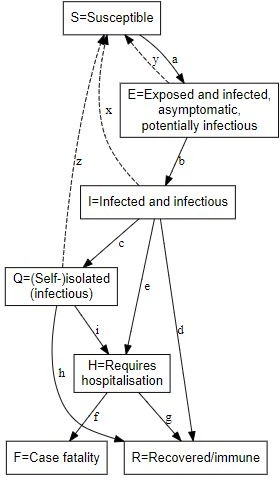 S=Susceptible
y
a
E=Exposed and infected,
asymptomatic,
potentially infectious
x
b
z
I=Infected and infectious
c
Q=(Self-)isolated
(infectious)
e
i
d
H=Requires
hospitalisation
h
f
g
F=Case fatality
R=Recovered/immune